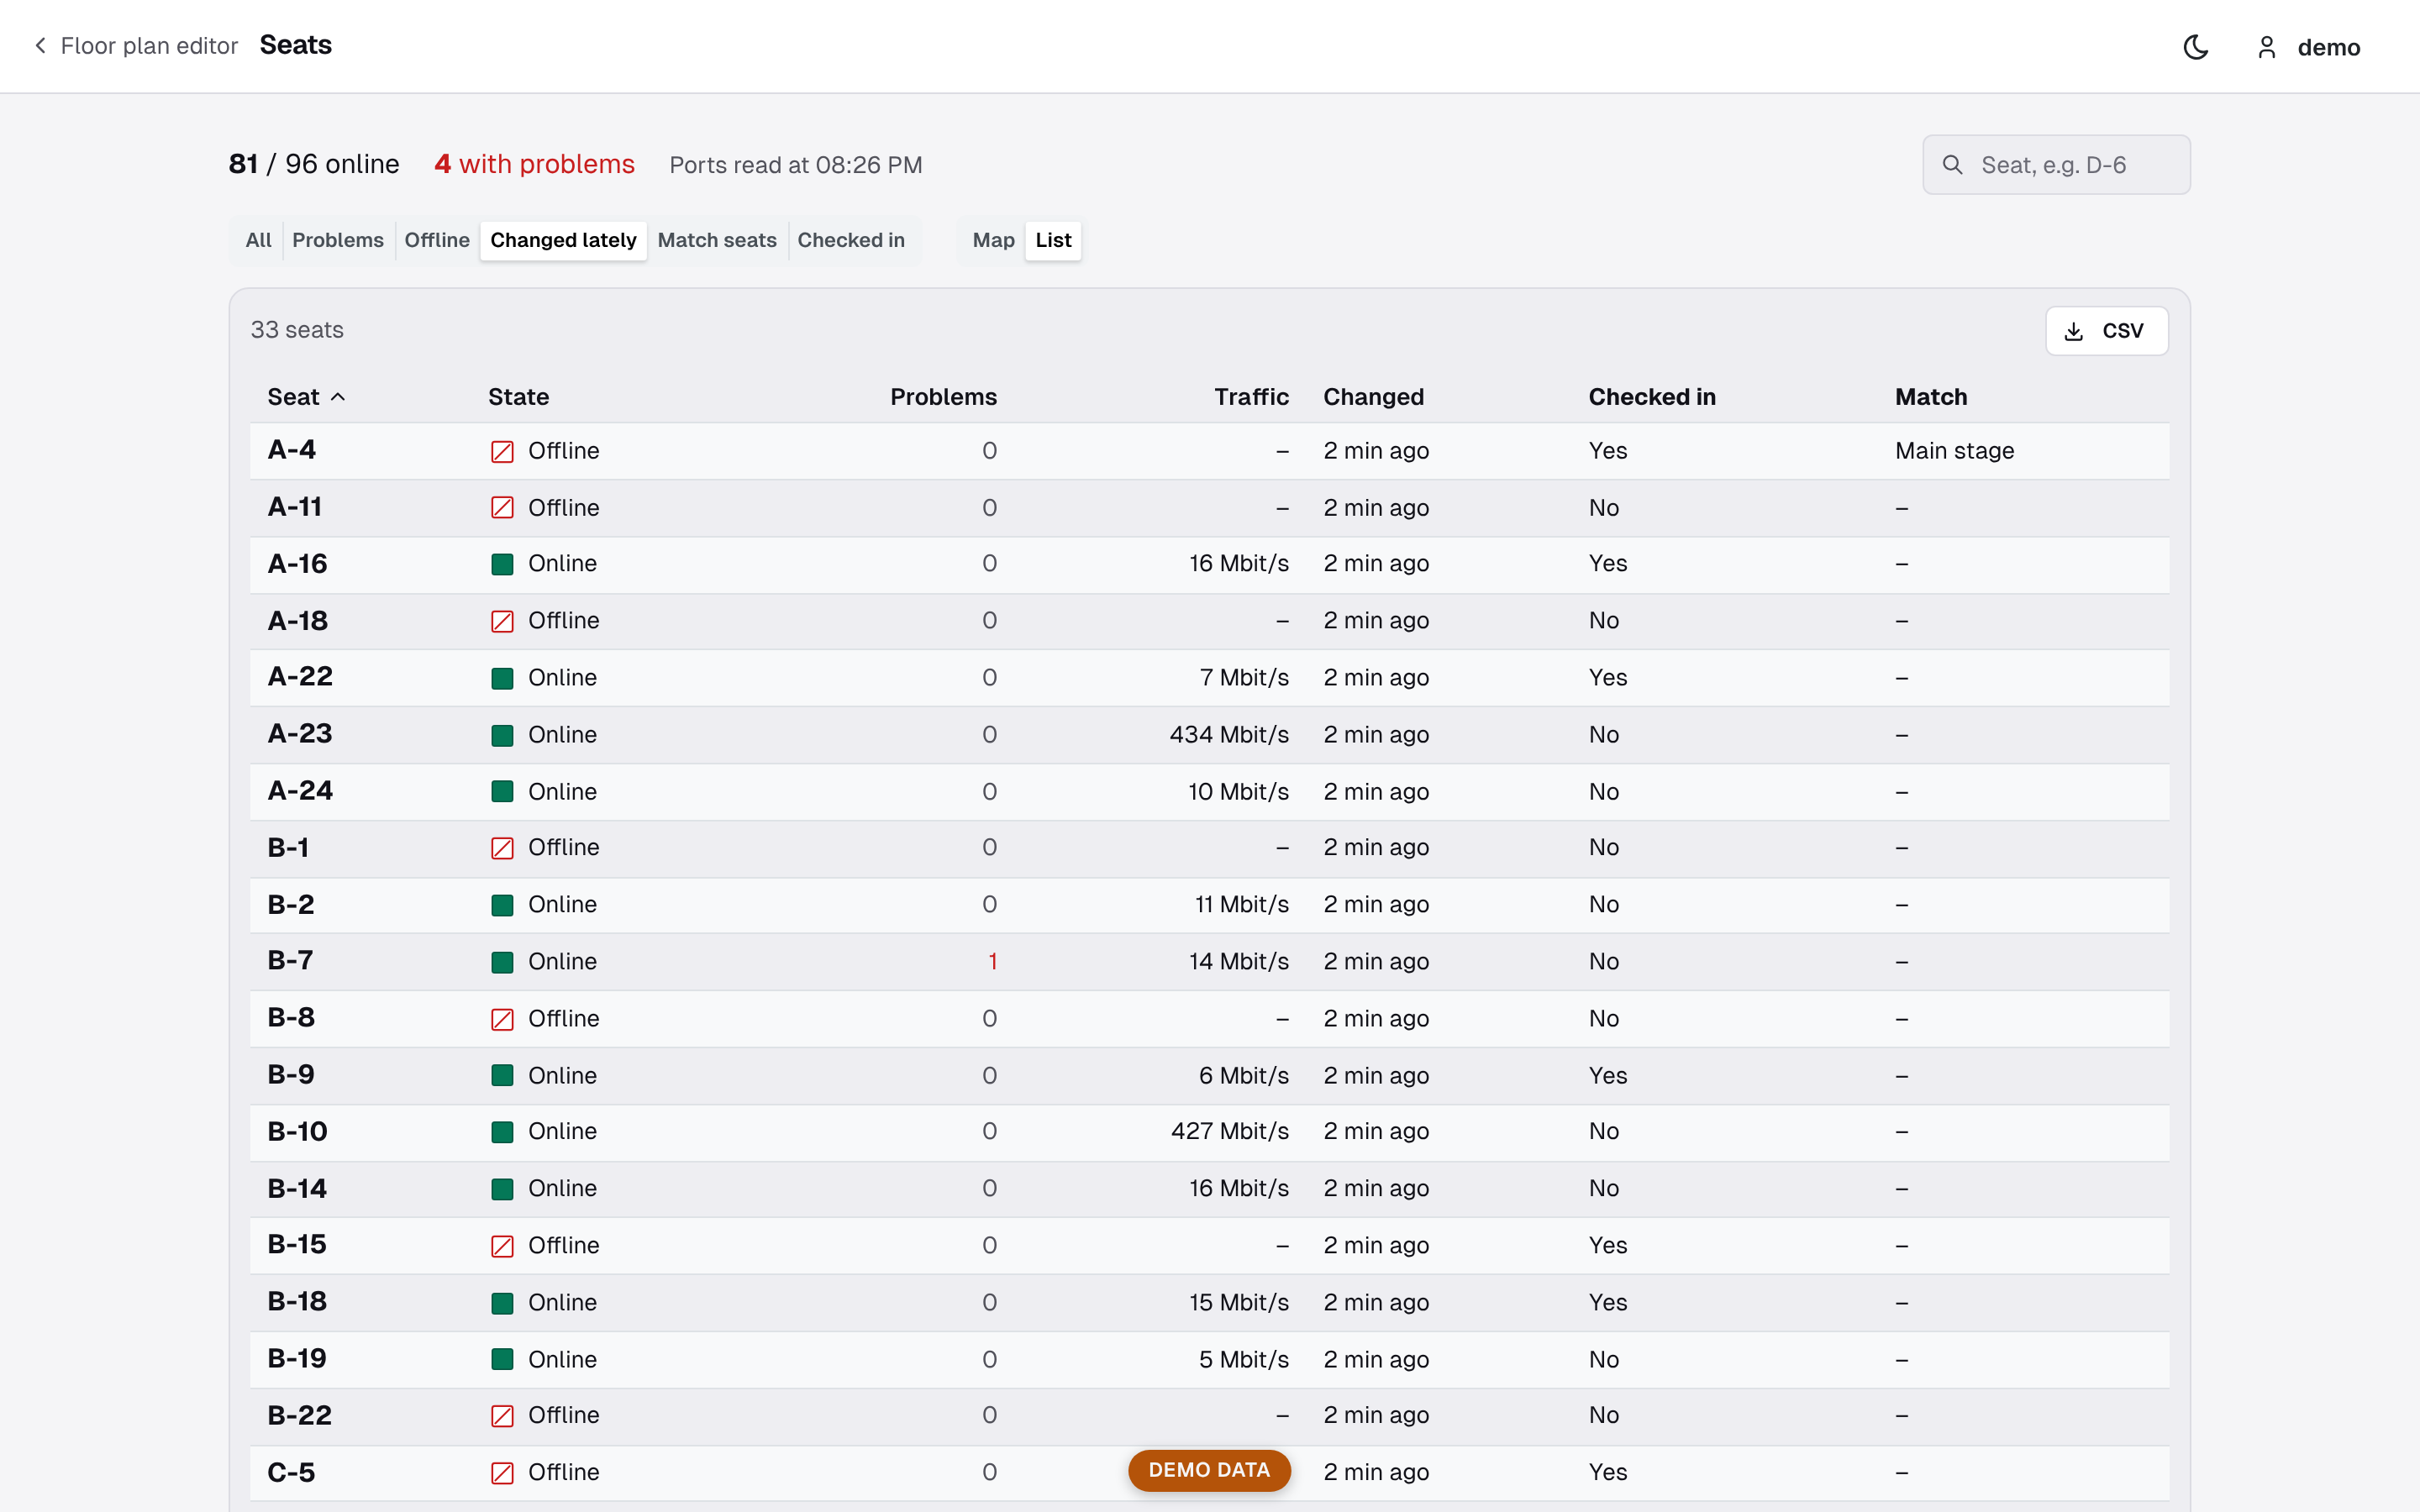 Floor plan editor Seats demo
81 / 96 online 4 with problems Ports read at 08:26 PM Seat, e.g. D-6
All Problems Offline Changed lately Match seats Checked in Map List
33 seats CSV
Seat State Problems Traffic Changed Checked in Match
A-4 Offline 0 – 2 min ago Yes Main stage
A-11 Offline 0 – 2 min ago No –
A-16 Online 0 16 Mbit/s 2 min ago Yes –
A-18 Offline 0 – 2 min ago No –
A-22 Online 0 7 Mbit/s 2 min ago Yes –
A-23 Online 0 434 Mbit/s 2 min ago No –
A-24 Online 0 10 Mbit/s 2 min ago No –
B-1 Offline 0 – 2 min ago No –
B-2 Online 0 11 Mbit/s 2 min ago No –
B-7 Online 1 14 Mbit/s 2 min ago No –
B-8 Offline 0 – 2 min ago No –
B-9 Online 0 6 Mbit/s 2 min ago Yes –
B-10 Online 0 427 Mbit/s 2 min ago No –
B-14 Online 0 16 Mbit/s 2 min ago No –
B-15 Offline 0 – 2 min ago Yes –
B-18 Online 0 15 Mbit/s 2 min ago Yes –
B-19 Online 0 5 Mbit/s 2 min ago No –
B-22 Offline 0 – 2 min ago No –
C-5 Offline 0 DEMO DATA 2 min ago Yes –